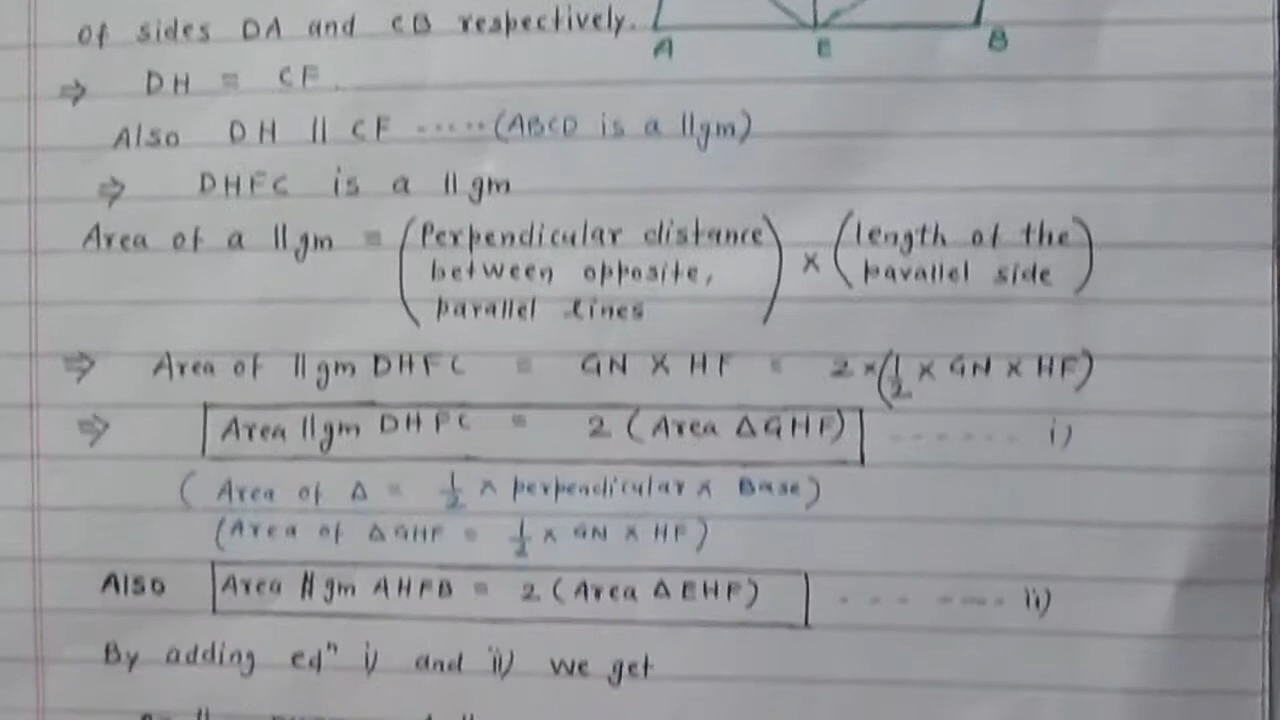 of sides DA and CB respectively.
A E B
⇒ DH = CF.
Also DH || CF ...... (ABCD is a ||gm)
⇒ DHFC is a ||gm
Area of a ||gm = (Perpendicular distance between opposite, parallel lines) × (length of the parallel side)
⇒ Area of ||gm DHFC = GN × HF = 2 × (1/2 × GN × HF)
⇒ Area ||gm DHFC = 2 (Area △GHF) ....... i)
(Area of △ = 1/2 × perpendicular × Base)
(Area of △GHF = 1/2 × GN × HF)
Also Area ||gm AHFB = 2 (Area △EHF) ........ ii)
By adding eqⁿ i) and ii) we get